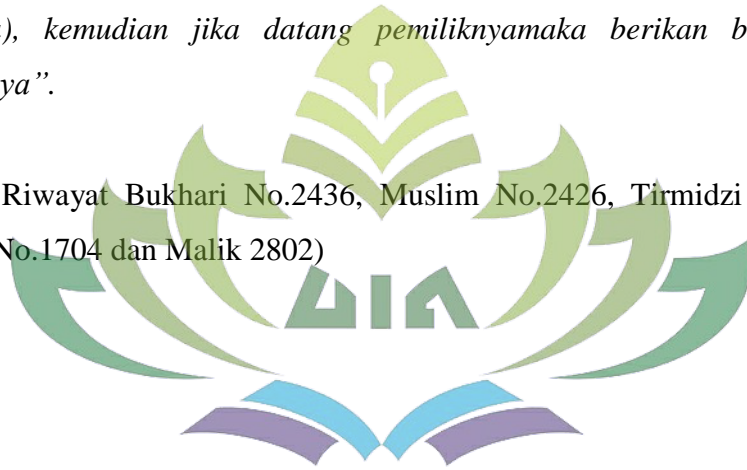 ), kemudian jika datang pemiliknyamaka berikan b
ya”.
Riwayat Bukhari No.2436, Muslim No.2426, Tirmidzi
No.1704 dan Malik 2802)
UIN